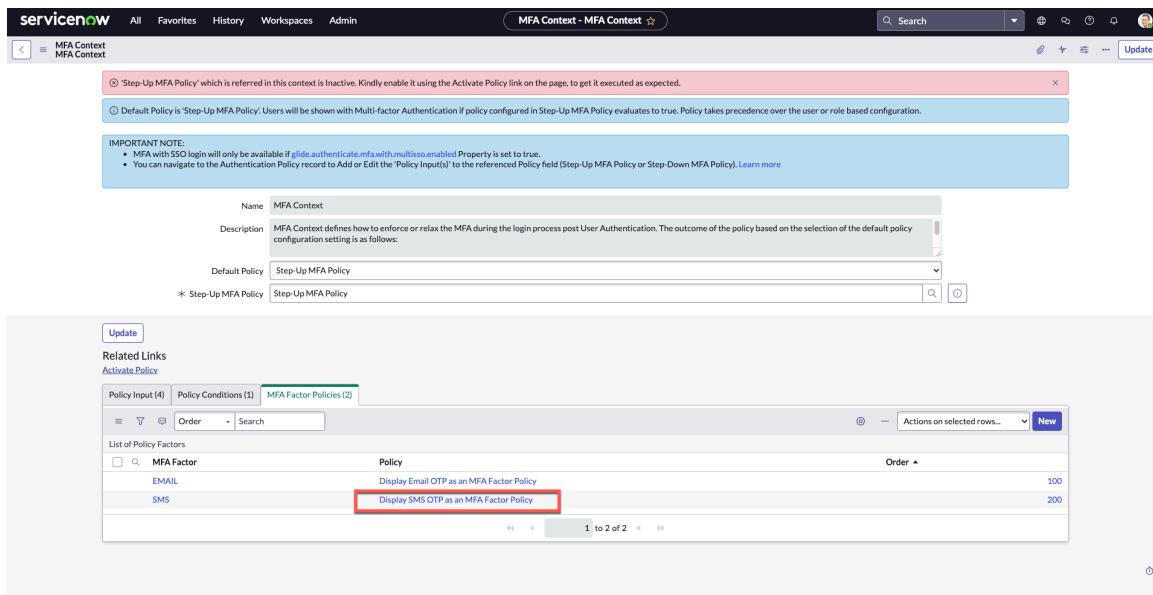 servicenow All Favorites History Workspaces Admin MFA Context - MFA Context ☆ Search
MFA Context
MFA Context
Update
'Step-Up MFA Policy' which is referred in this context is Inactive. Kindly enable it using the Activate Policy link on the page, to get it executed as expected.
Default Policy is 'Step-Up MFA Policy'. Users will be shown with Multi-factor Authentication if policy configured in Step-Up MFA Policy evaluates to true. Policy takes precedence over the user or role based configuration.
IMPORTANT NOTE:
• MFA with SSO login will only be available if glide.authenticate.mfa.with.multisso.enabled Property is set to true.
• You can navigate to the Authentication Policy record to Add or Edit the 'Policy Input(s)' to the referenced Policy field (Step-Up MFA Policy or Step-Down MFA Policy). Learn more
Name MFA Context
Description MFA Context defines how to enforce or relax the MFA during the login process post User Authentication. The outcome of the policy based on the selection of the default policy
configuration setting is as follows:
Default Policy Step-Up MFA Policy
* Step-Up MFA Policy Step-Up MFA Policy
Update
Related Links
Activate Policy
Policy Input (4) Policy Conditions (1) MFA Factor Policies (2)
Order Search Actions on selected rows... New
List of Policy Factors
MFA Factor Policy Order ▲
EMAIL Display Email OTP as an MFA Factor Policy 100
SMS Display SMS OTP as an MFA Factor Policy 200
1 to 2 of 2